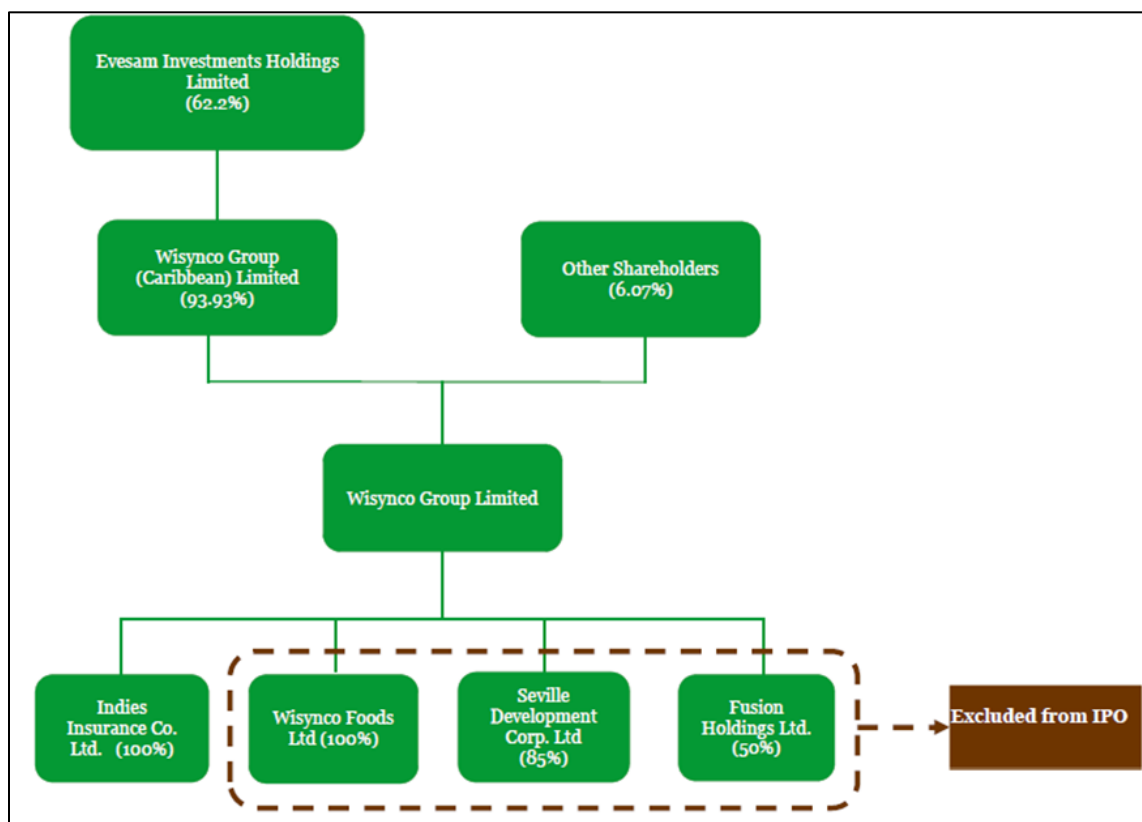 Evesam Investments Holdings
Limited
(62.2%)
Wisynco Group
(Caribbean) Limited
(93.93%)
Other Shareholders
(6.07%)
Wisynco Group Limited
Indies
Insurance Co.
Ltd. (100%)
Wisynco Foods
Ltd (100%)
Seville
Development
Corp. Ltd
(85%)
Fusion
Holdings Ltd.
(50%)
Excluded from IPO